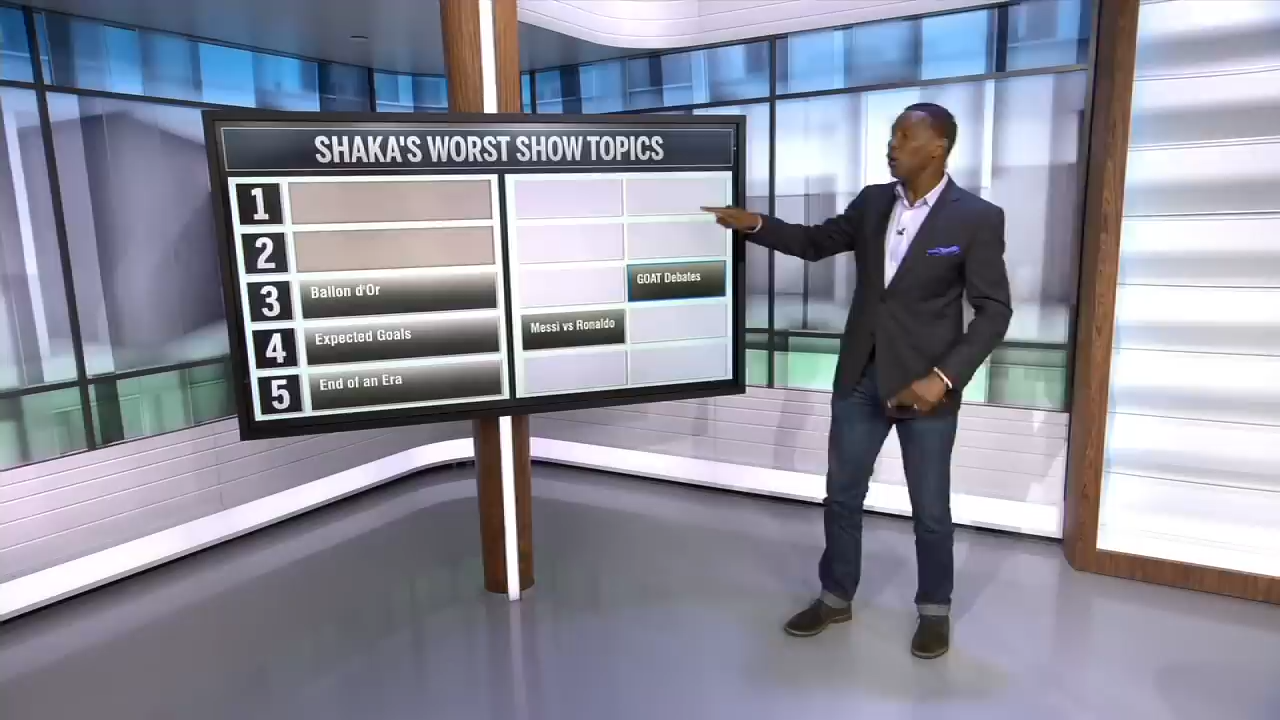 SHAKA'S WORST SHOW TOPICS
1
2
3 Ballon d'Or
GOAT Debates
4 Expected Goals
Messi vs Ronaldo
5 End of an Era